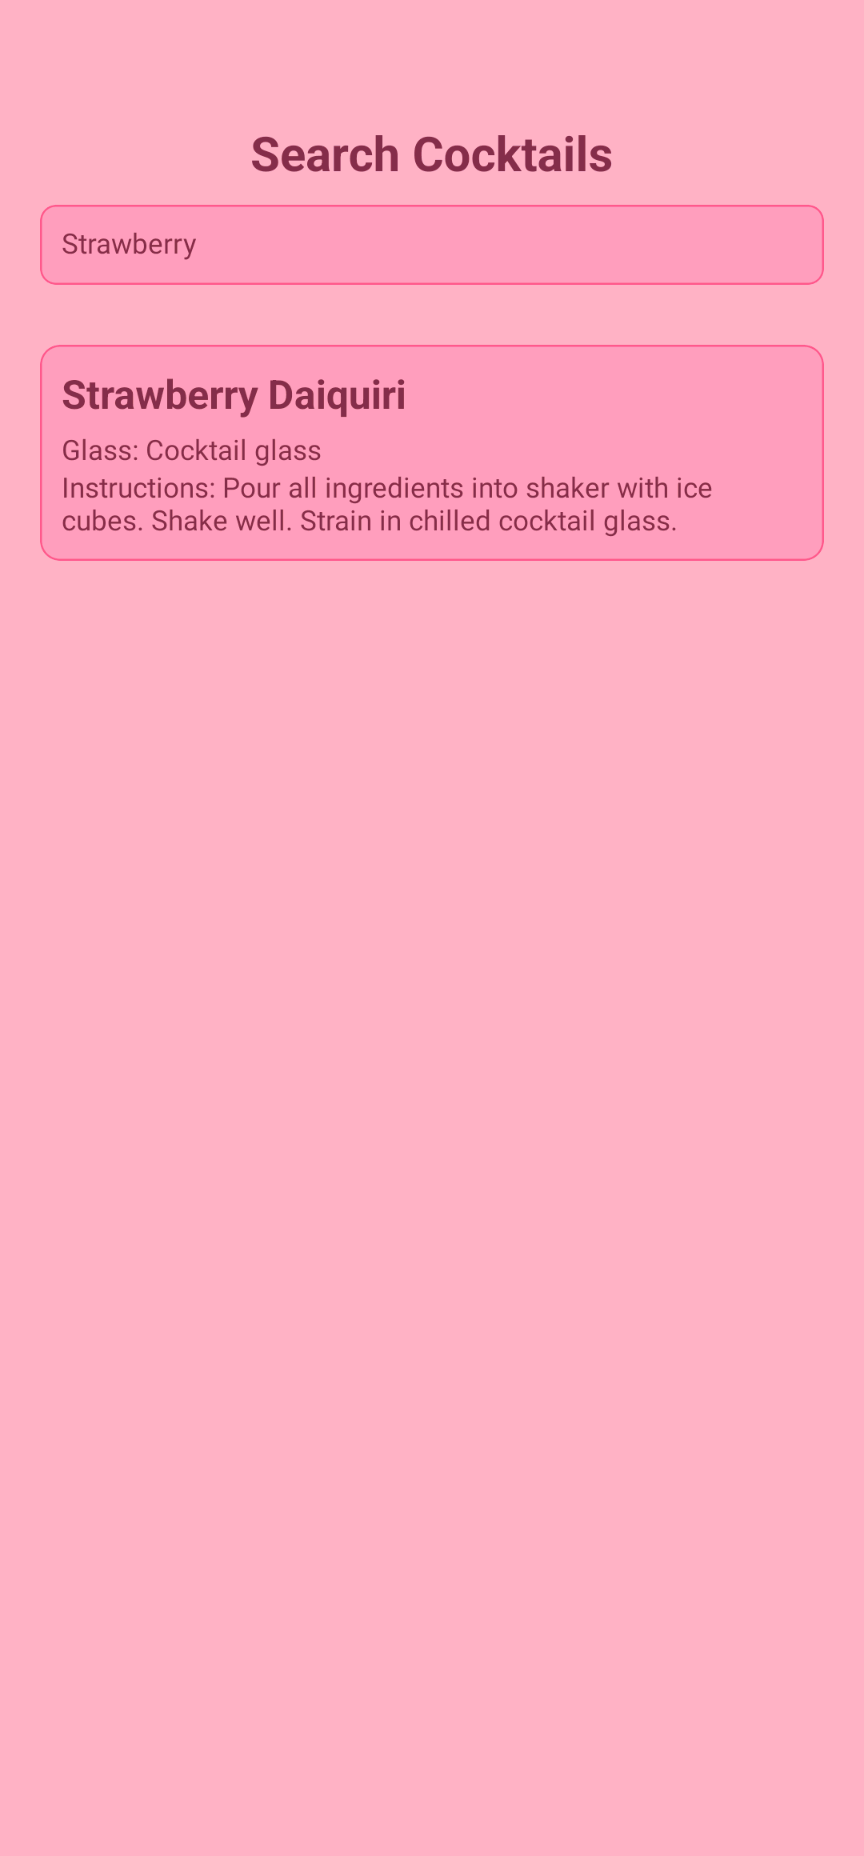 Search Cocktails
Strawberry
Strawberry Daiquiri
Glass: Cocktail glass
Instructions: Pour all ingredients into shaker with ice
cubes. Shake well. Strain in chilled cocktail glass.